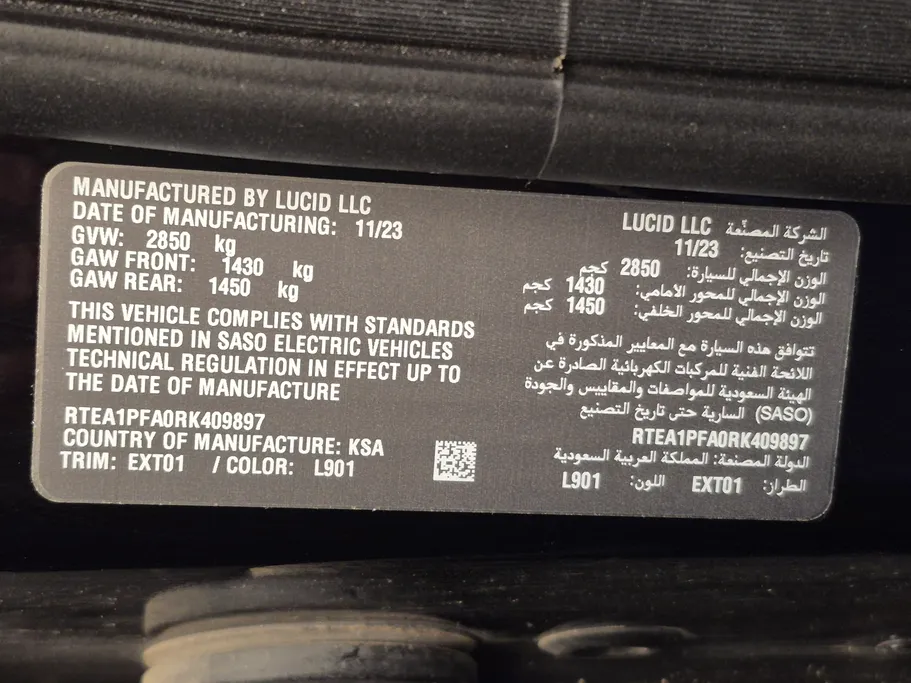 MANUFACTURED BY LUCID LLC
DATE OF MANUFACTURING: 11/23
GVW: 2850 kg
GAW FRONT: 1430 kg
GAW REAR: 1450 kg
THIS VEHICLE COMPLIES WITH STANDARDS
MENTIONED IN SASO ELECTRIC VEHICLES
TECHNICAL REGULATION IN EFFECT UP TO
THE DATE OF MANUFACTURE
RTEA1PFA0RK409897
COUNTRY OF MANUFACTURE: KSA
TRIM: EXT01 / COLOR: L901
الشركة المصنّعة LUCID LLC
تاريخ التصنيع: 11/23
الوزن الإجمالي للسيارة: 2850 كجم
الوزن الإجمالي للمحور الأمامي: 1430 كجم
الوزن الإجمالي للمحور الخلفي: 1450 كجم
تتوافق هذه السيارة مع المعايير المذكورة في
اللائحة الفنية للمركبات الكهربائية الصادرة عن
الهيئة السعودية للمواصفات والمقاييس والجودة
(SASO) السارية حتى تاريخ التصنيع
RTEA1PFA0RK409897
الدولة المصنعة: المملكة العربية السعودية
الطراز: EXT01 اللون: L901